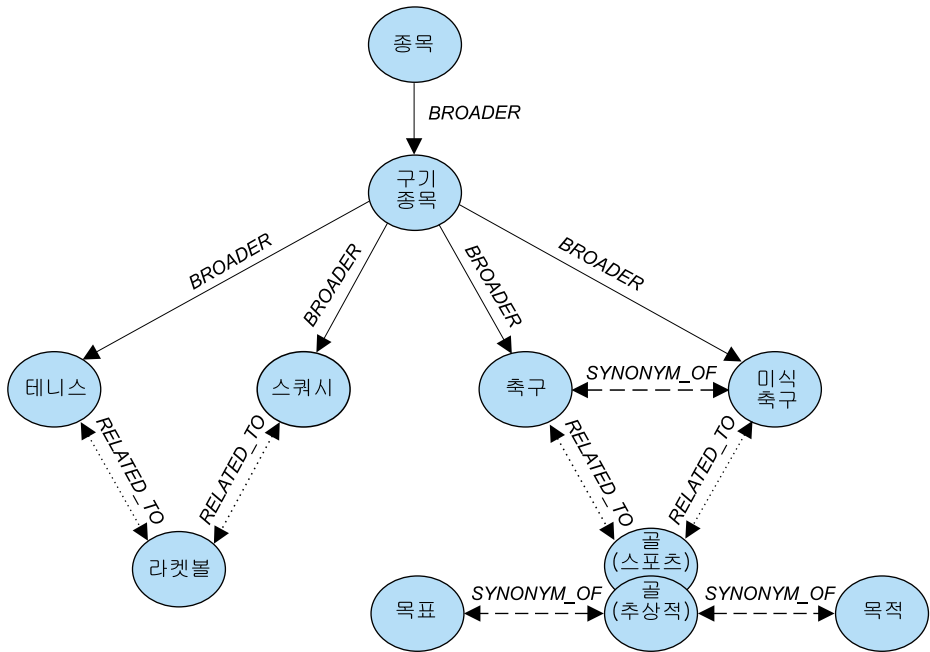 종목
BROADER
구기
종목
BROADER
BROADER
BROADER
BROADER
테니스
스쿼시
축구
SYNONYM_OF
미식
축구
RELATED_TO
RELATED_TO
RELATED_TO
RELATED_TO
라켓볼
골
(스포츠)
목표
SYNONYM_OF
골
(추상적)
SYNONYM_OF
목적